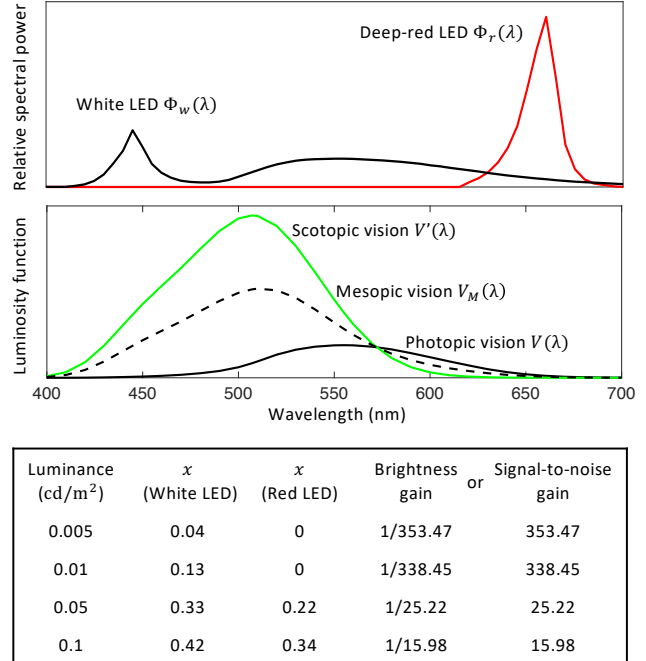 Relative spectral power
Deep-red LED Φ_r(λ)
White LED Φ_w(λ)
Luminosity function
Scotopic vision V'(λ)
Mesopic vision V_M(λ)
Photopic vision V(λ)
400 450 500 550 600 650 700
Wavelength (nm)
Luminance (cd/m²) x (White LED) x (Red LED) Brightness gain or Signal-to-noise gain
0.005 0.04 0 1/353.47 353.47
0.01 0.13 0 1/338.45 338.45
0.05 0.33 0.22 1/25.22 25.22
0.1 0.42 0.34 1/15.98 15.98